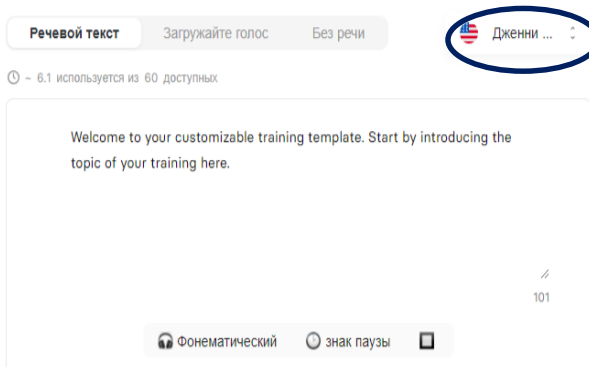 Речевой текст Загружайте голос Без речи Дженни ...
~ 6.1 используется из 60 доступных
Welcome to your customizable training template. Start by introducing the
topic of your training here.
101
Фонематический знак паузы